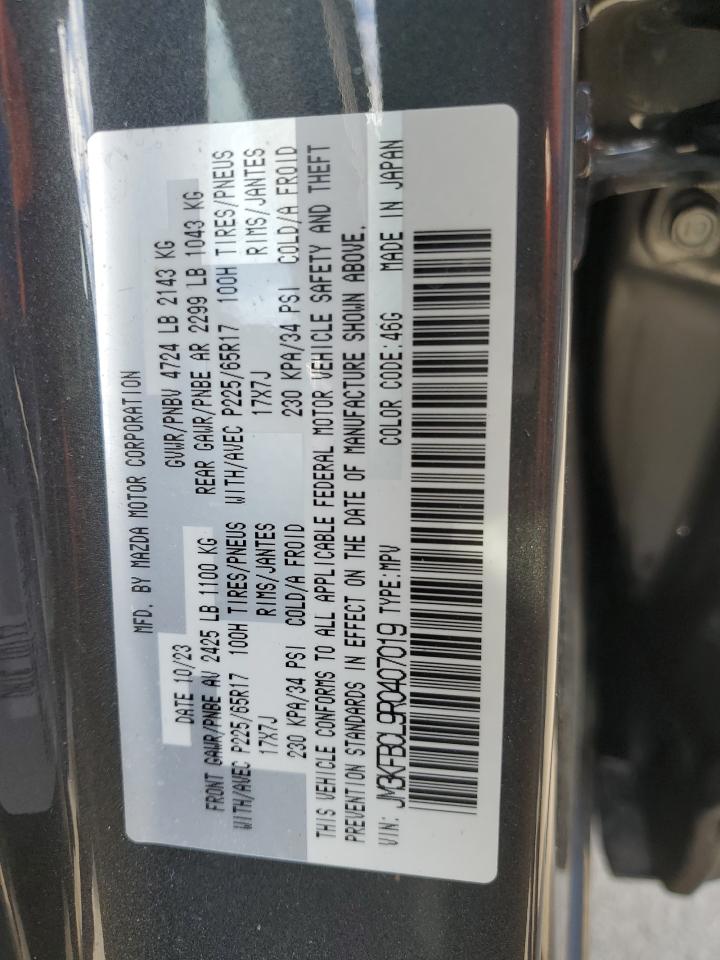 MFD. BY MAZDA MOTOR CORPORATION
DATE 10/23 GVWR/PNBV 4724 LB 2143 KG
FRONT GAWR/PNBE AV 2425 LB 1100 KG REAR GAWR/PNBE AR 2299 LB 1043 KG
WITH/AVEC P225/65R17 100H TIRES/PNEUS WITH/AVEC P225/65R17 100H TIRES/PNEUS
17X7J RIMS/JANTES 17X7J RIMS/JANTES
230 KPA/34 PSI COLD/A FROID 230 KPA/34 PSI COLD/A FROID
THIS VEHICLE CONFORMS TO ALL APPLICABLE FEDERAL MOTOR VEHICLE SAFETY AND THEFT
PREVENTION STANDARDS IN EFFECT ON THE DATE OF MANUFACTURE SHOWN ABOVE.
VIN: JM3KFBCL9R0407019 TYPE:MPV COLOR CODE:46G MADE IN JAPAN